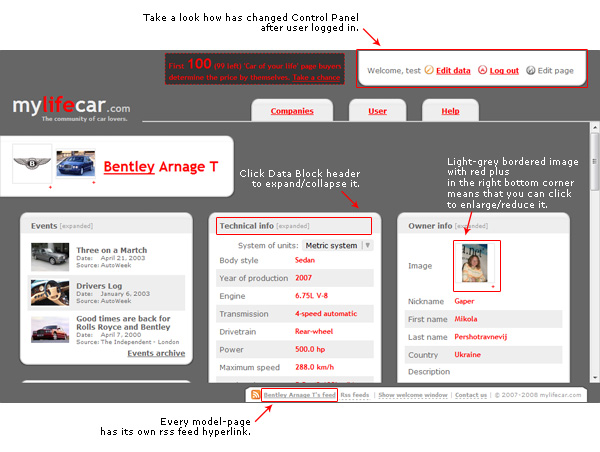 Take a look how has changed Control Panel
after user logged in.
First 100 (99 left) 'Car of your life' page buyers
determine the price by themselves. Take a chance
Welcome, test Edit data Log out Edit page
mylifecar.com
The community of car lovers.
Companies
User
Help
Bentley Arnage T
Click Data Block header
to expand/collapse it.
Light-grey bordered image
with red plus
in the right bottom corner
means that you can click
to enlarge/reduce it.
Events [expanded]
Three on a Martch
Date: April 21, 2003
Source: AutoWeek
Drivers Log
Date: January 6, 2003
Source: AutoWeek
Good times are back for
Rolls Royce and Bentley
Date: April 7, 2000
Source: The Independent - London
Events archive
Technical info [expanded]
System of units: Metric system
Body style Sedan
Year of production 2007
Engine 6.75L V-8
Transmission 4-speed automatic
Drivetrain Rear-wheel
Power 500.0 hp
Maximum speed 288.0 km/h
Owner info [expanded]
Image
Nickname Gaper
First name Mikola
Last name Pershotravnevij
Country Ukraine
Description
Bentley Arnage T's feed | Rss feeds | Show welcome window | Contact us | © 2007-2008 mylifecar.com
Every model-page
has its own rss feed hyperlink.